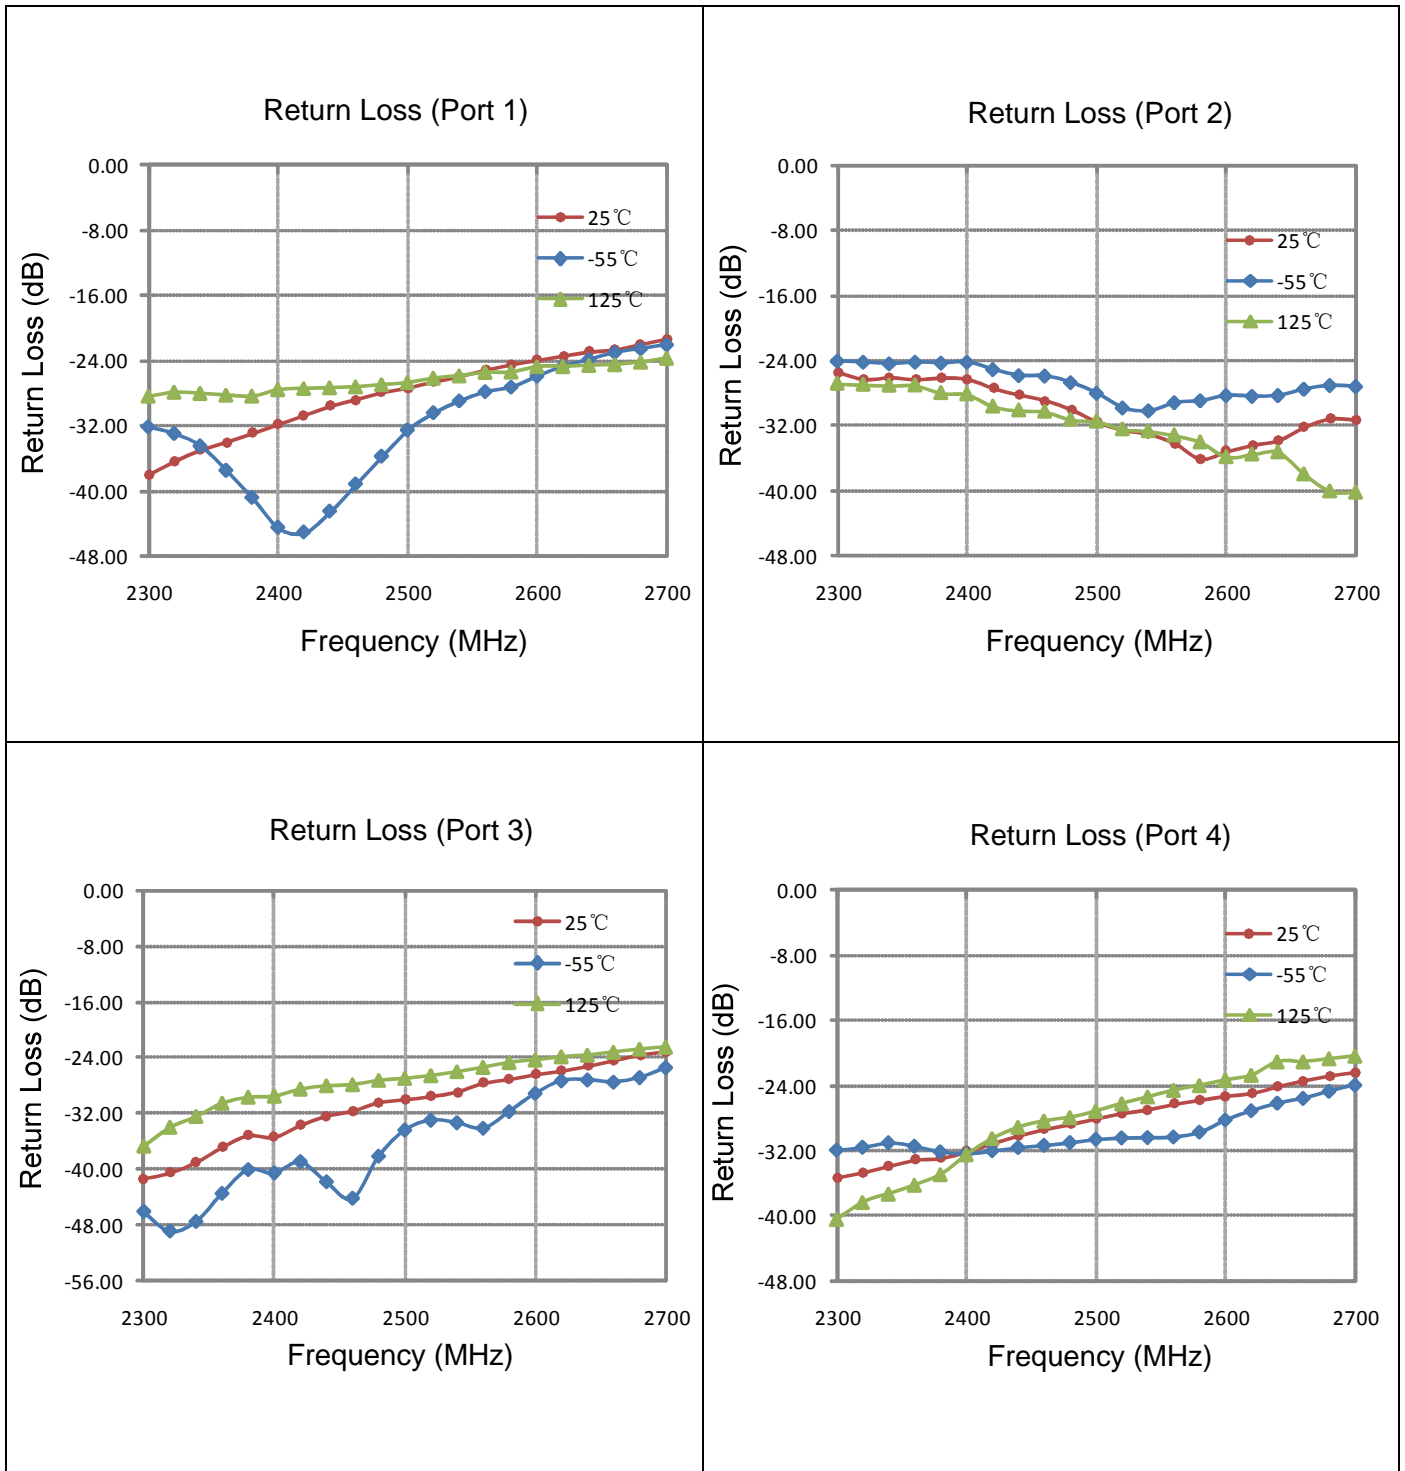 Return Loss (Port 1)
0.00
-8.00
-16.00
-24.00
-32.00
-40.00
-48.00
2300 2400 2500 2600 2700
Return Loss (dB)
Frequency (MHz)
25℃
-55℃
125℃
Return Loss (Port 2)
0.00
-8.00
-16.00
-24.00
-32.00
-40.00
-48.00
2300 2400 2500 2600 2700
Return Loss (dB)
Frequency (MHz)
25℃
-55℃
125℃
Return Loss (Port 3)
0.00
-8.00
-16.00
-24.00
-32.00
-40.00
-48.00
-56.00
2300 2400 2500 2600 2700
Return Loss (dB)
Frequency (MHz)
25℃
-55℃
125℃
Return Loss (Port 4)
0.00
-8.00
-16.00
-24.00
-32.00
-40.00
-48.00
2300 2400 2500 2600 2700
Return Loss (dB)
Frequency (MHz)
25℃
-55℃
125℃